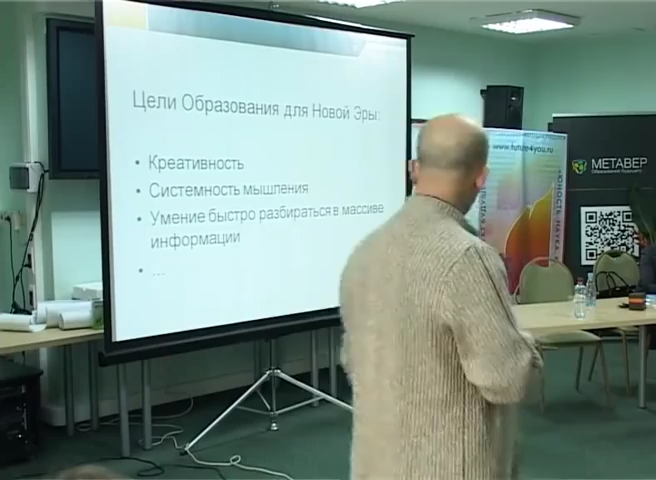 Цели Образования для Новой Эры:
• Креативность
• Системность мышления
• Умение быстро разбираться в массиве
информации
• ...
www.future4you.ru
МЕТАВЕР